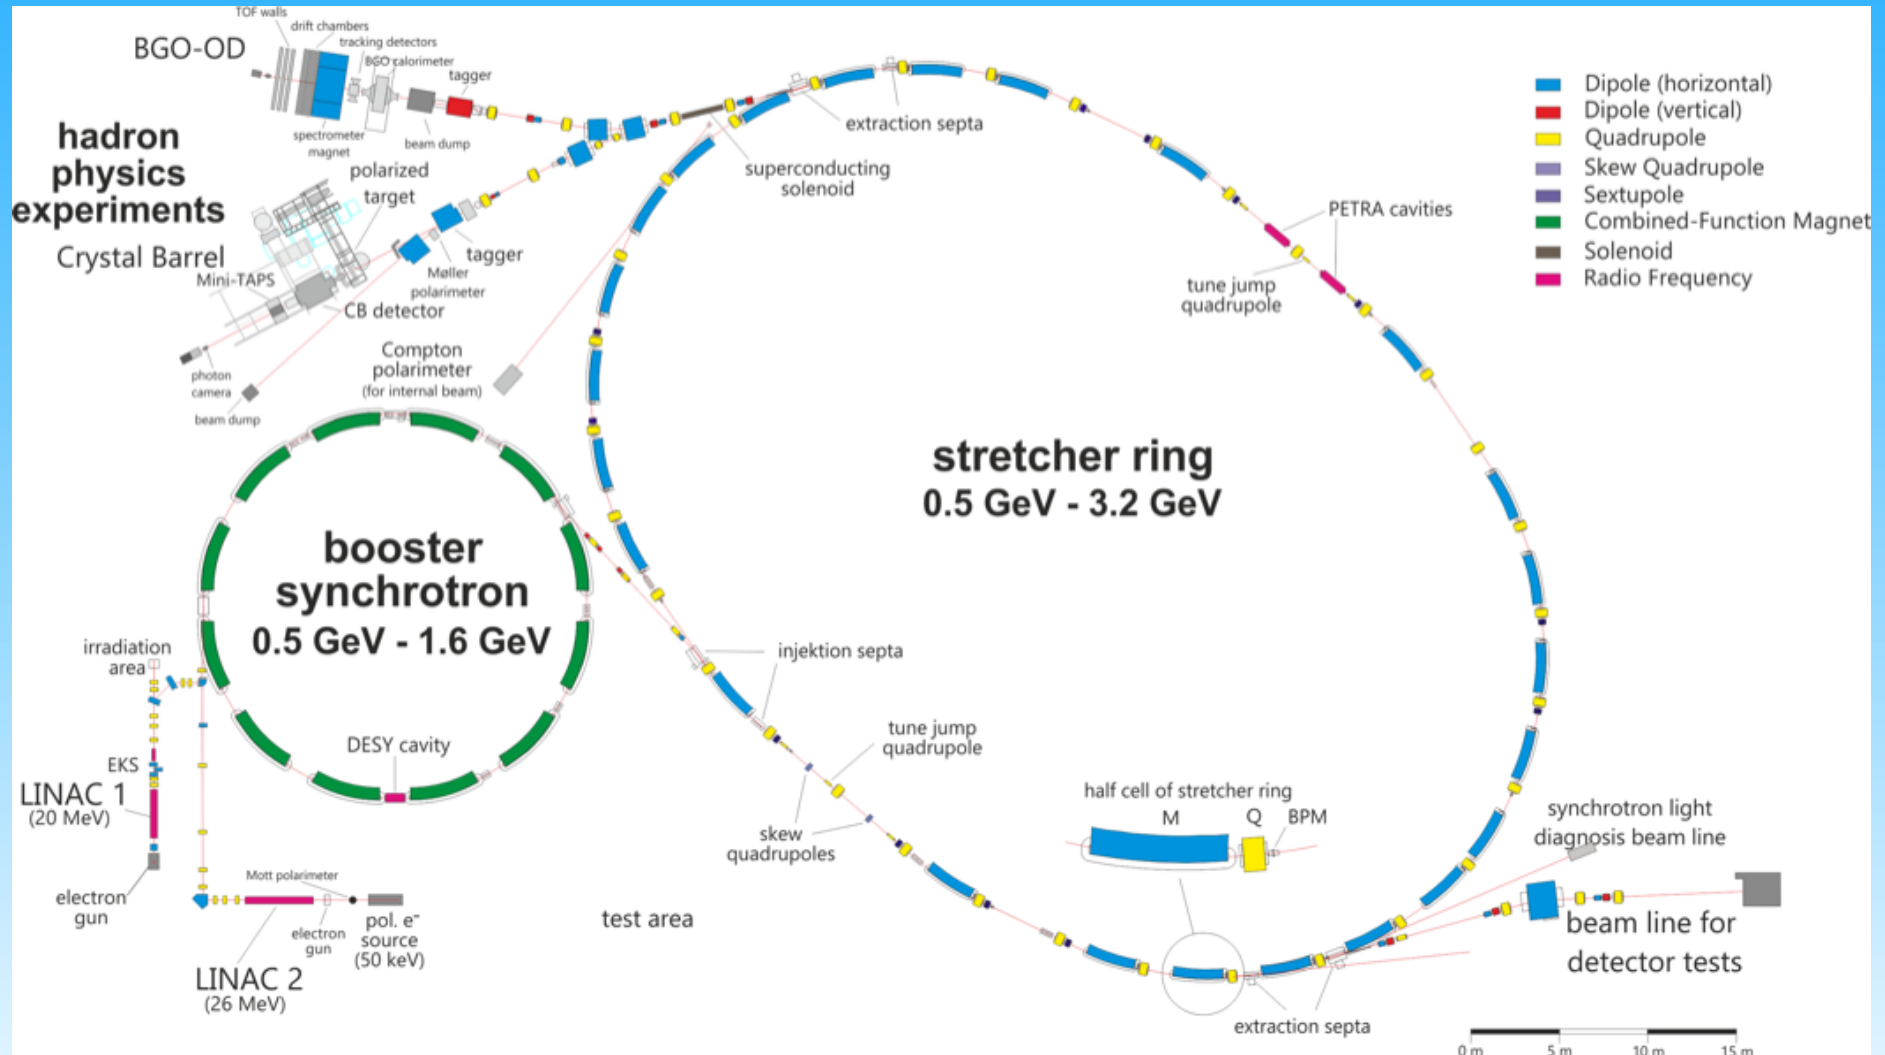 TOF walls
drift chambers
tracking detectors
BGO calorimeter
BGO-OD
tagger
spectrometer
magnet
beam dump
hadron
physics
experiments
polarized
target
Crystal Barrel
Mini-TAPS
tagger
Møller
polarimeter
CB detector
photon
camera
beam dump
Compton
polarimeter
(for internal beam)
extraction septa
superconducting
solenoid
PETRA cavities
tune jump
quadrupole
Dipole (horizontal)
Dipole (vertical)
Quadrupole
Skew Quadrupole
Sextupole
Combined-Function Magnet
Solenoid
Radio Frequency
stretcher ring
0.5 GeV - 3.2 GeV
booster
synchrotron
0.5 GeV - 1.6 GeV
DESY cavity
irradiation
area
EKS
LINAC 1
(20 MeV)
electron
gun
Mott polarimeter
electron
gun
pol. e⁻
source
(50 keV)
LINAC 2
(26 MeV)
injektion septa
tune jump
quadrupole
skew
quadrupoles
test area
half cell of stretcher ring
M
Q
BPM
extraction septa
synchrotron light
diagnosis beam line
beam line for
detector tests
0 m 5 m 10 m 15 m